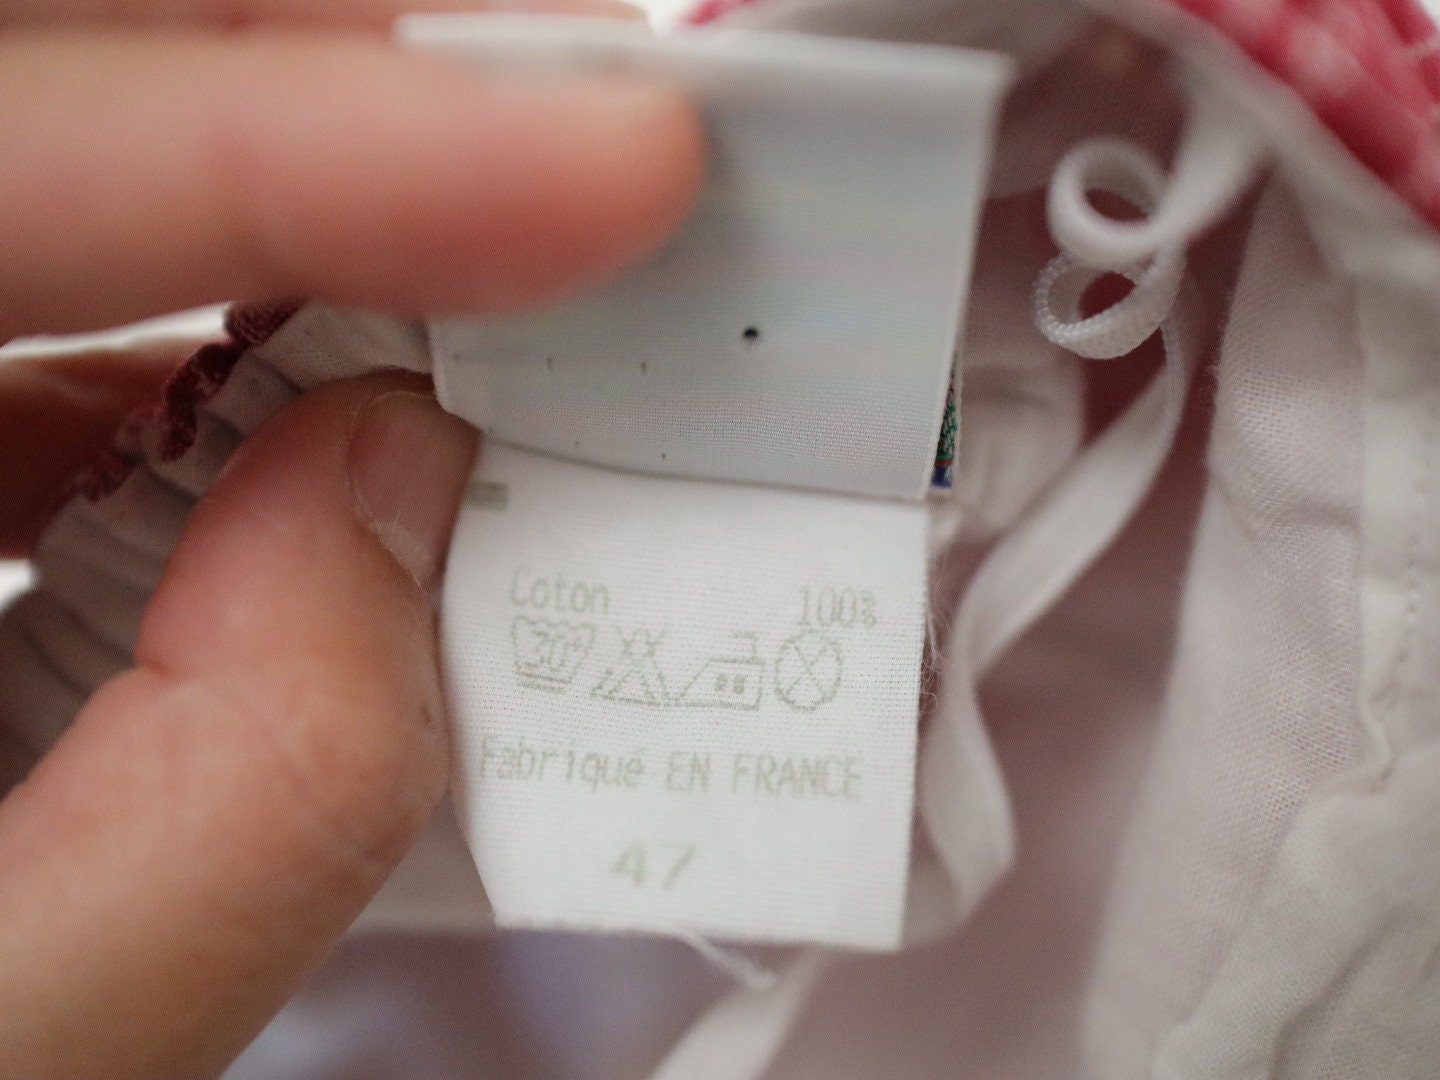 Coton 100%
30°
Fabriqué EN FRANCE
47